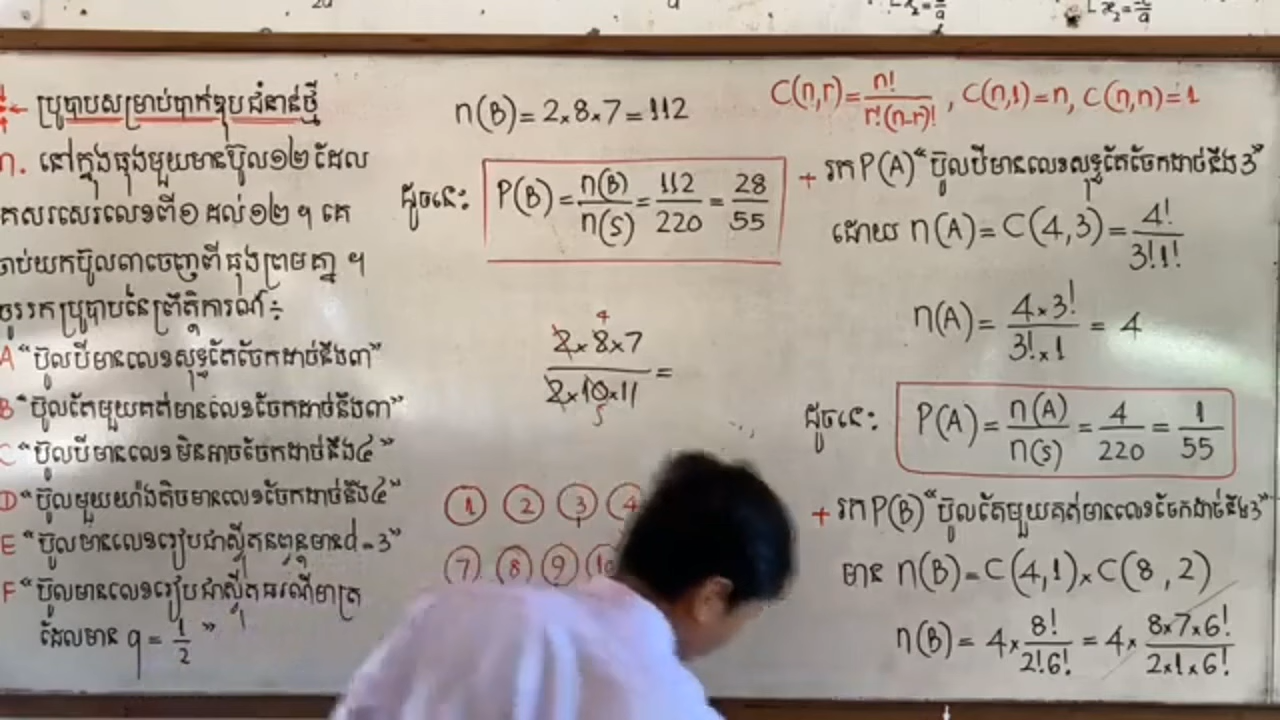 ប្រូបាបសម្រាប់បាក់ឌុបជំនាន់ថ្មី
នៅក្នុងធុងមួយមានប៊ូល១២ ដែល
គេសរសេរលេខពី១ ដល់១២ ។ គេ
ចាប់យកប៊ូល៣ចេញពីធុងព្រមគ្នា ។
ចូររកប្រូបាបនៃព្រឹត្តិការណ៍ ÷
A "ប៊ូលបីមានលេខសុទ្ធតែចែកដាច់នឹង៣"
B "ប៊ូលតែមួយគត់មានលេខចែកដាច់នឹង៣"
C "ប៊ូលបីមានលេខមិនអាចចែកដាច់នឹង៤"
D "ប៊ូលមួយយ៉ាងតិចមានលេខចែកដាច់នឹង៤"
E "ប៊ូលមានលេខរៀបជាស្វ៊ីតនព្វន្តមាន d = 3"
F "ប៊ូលមានលេខរៀបជាស្វ៊ីតធរណីមាត្រ
ដែលមាន q = 1/2 "
n(B) = 2×8×7 = 112
ដូចនេះ: P(B) = n(B)/n(S) = 112/220 = 28/55
4
2×8×7 / 2×10×11 =
5
1 2 3 4
7 8 9 10
C(n,r) = n!/r!(n-r)! , C(n,1) = n, C(n,n) = 1
+ រក P(A) "ប៊ូលបីមានលេខសុទ្ធតែចែកដាច់នឹង3"
ដោយ n(A) = C(4,3) = 4!/3!1!
n(A) = 4×3!/3!×1 = 4
ដូចនេះ: P(A) = n(A)/n(S) = 4/220 = 1/55
+ រក P(B) "ប៊ូលតែមួយគត់មានលេខចែកដាច់នឹង3"
មាន n(B) = C(4,1) × C(8,2)
n(B) = 4× 8!/2!6! = 4× 8×7×6!/2×1×6!